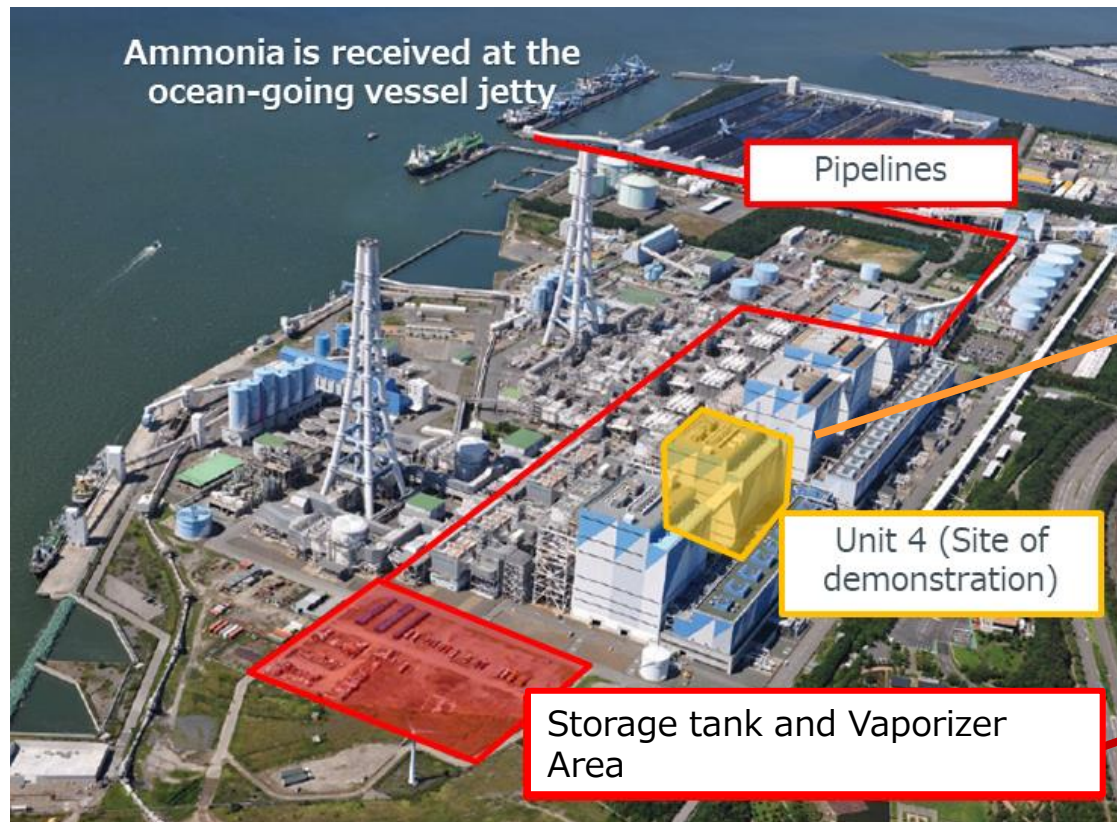 Ammonia is received at the
ocean-going vessel jetty
Pipelines
Unit 4 (Site of
demonstration)
Storage tank and Vaporizer
Area